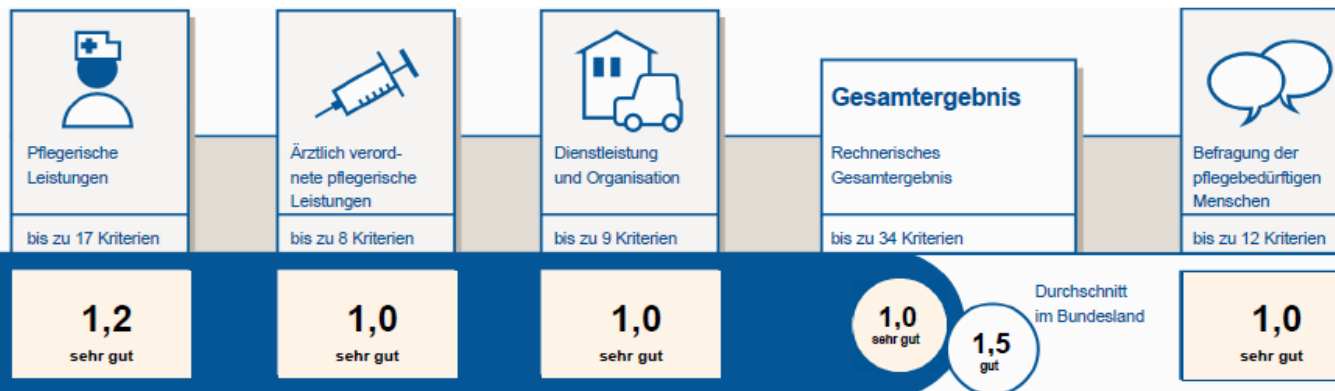 Pflegerische
Leistungen
bis zu 17 Kriterien
1,2
sehr gut
Ärztlich verord-
nete pflegerische
Leistungen
bis zu 8 Kriterien
1,0
sehr gut
Dienstleistung
und Organisation
bis zu 9 Kriterien
1,0
sehr gut
Gesamtergebnis
Rechnerisches
Gesamtergebnis
bis zu 34 Kriterien
1,0
sehr gut
1,5
gut
Durchschnitt
im Bundesland
Befragung der
pflegebedürftigen
Menschen
bis zu 12 Kriterien
1,0
sehr gut